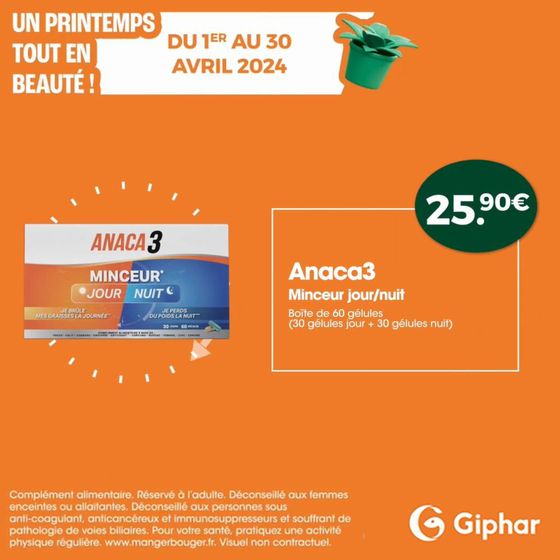 UN PRINTEMPS
TOUT EN
BEAUTÉ !
DU 1ER AU 30
AVRIL 2024
25.90€
ANACA3
MINCEUR*
JOUR NUIT
JE BRÛLE
MES GRAISSES LA JOURNÉE**
JE PERDS
DU POIDS LA NUIT***
30 JOURS 60 GÉLULES
Anaca3
Minceur jour/nuit
Boîte de 60 gélules
(30 gélules jour + 30 gélules nuit)
Complément alimentaire. Réservé à l'adulte. Déconseillé aux femmes
enceintes ou allaitantes. Déconseillé aux personnes sous
anti-coagulant, anticancéreux et immunosuppresseurs et souffrant de
pathologie de voies biliaires. Pour votre santé, pratiquez une activité
physique régulière. www.mangerbouger.fr. Visuel non contractuel.
Giphar